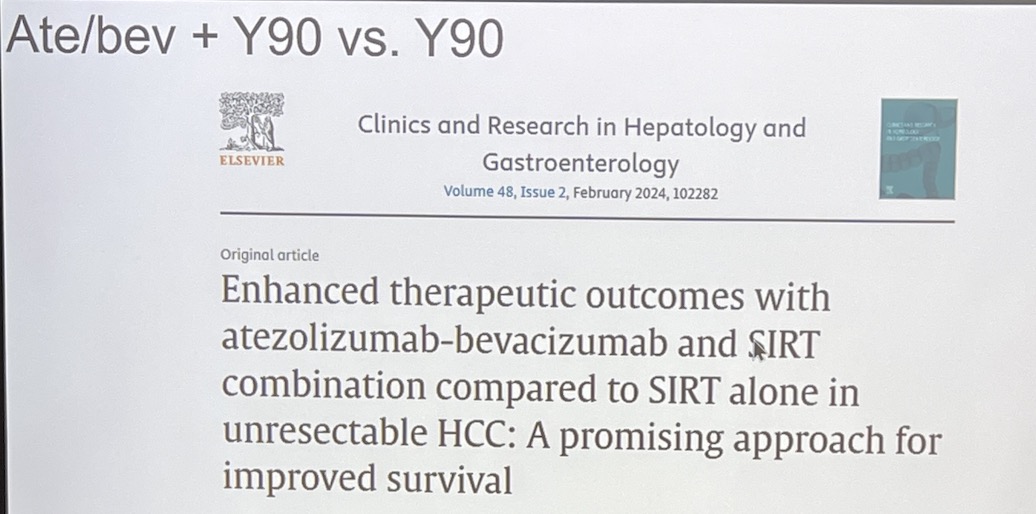 Ate/bev + Y90 vs. Y90
ELSEVIER
Clinics and Research in Hepatology and
Gastroenterology
Volume 48, Issue 2, February 2024, 102282
Original article
Enhanced therapeutic outcomes with
atezolizumab-bevacizumab and SIRT
combination compared to SIRT alone in
unresectable HCC: A promising approach for
improved survival